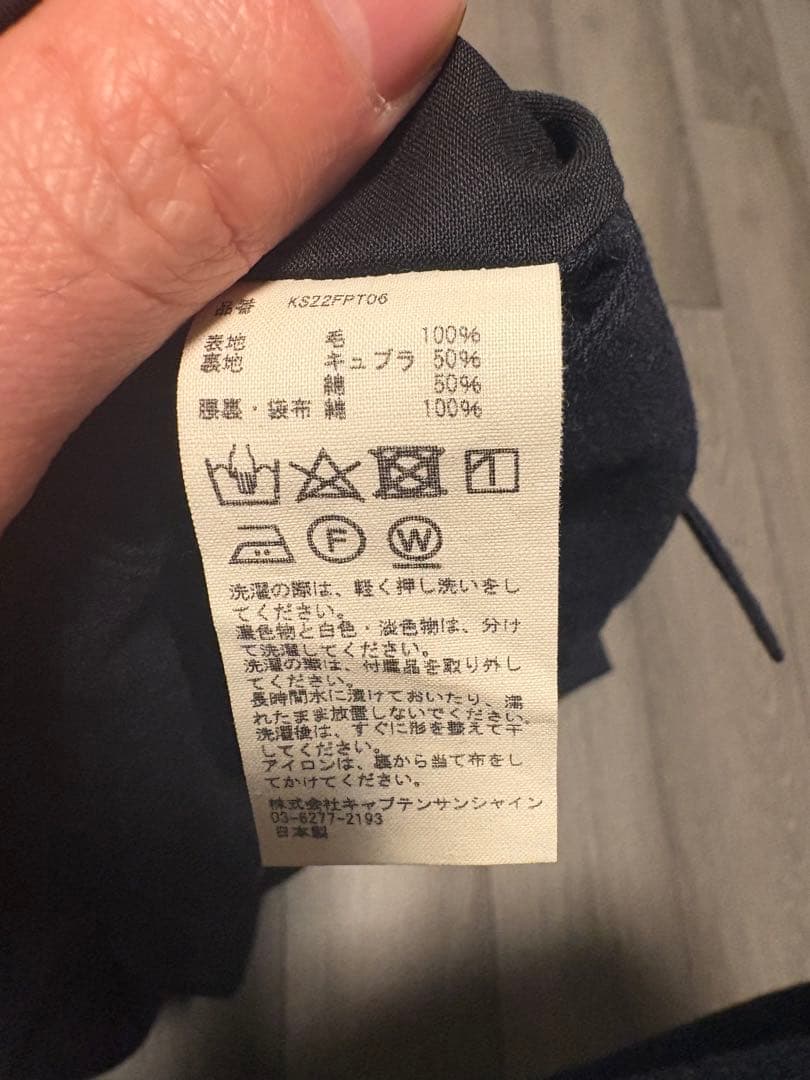 品番 KS22FPT06
表地 毛 100%
裏地 キュプラ 50%
綿 50%
腰裏・袋布 綿 100%
F W
洗濯の際は、軽く押し洗いをし
てください。
濃色物と白色・淡色物は、分け
て洗濯してください。
洗濯の際は、付属品を取り外し
てください。
長時間水に漬けておいたり、濡
れたまま放置しないでください。
洗濯後は、すぐに形を整えて干
してください。
アイロンは、裏から当て布をし
てかけてください。
株式会社キャプテンサンシャイン
03-6277-2193
日本製